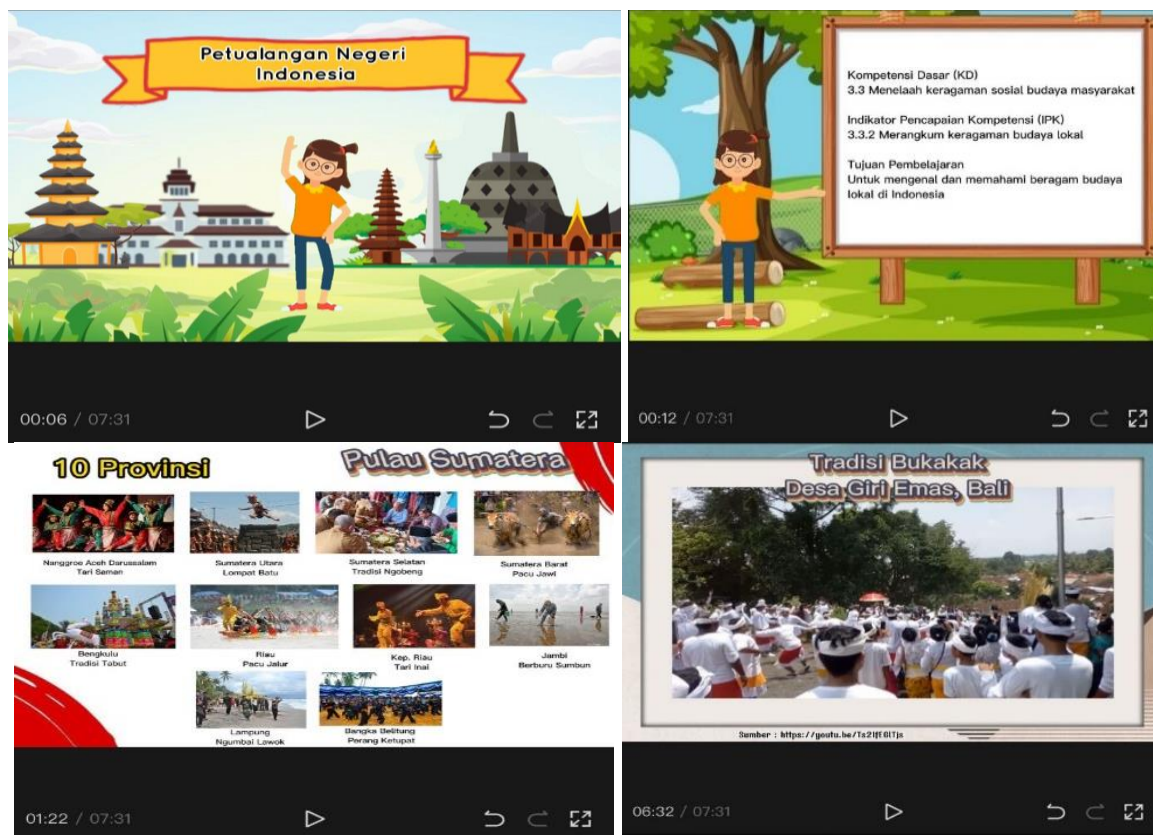 Petualangan Negeri
Indonesia
00:06 / 07:31
Kompetensi Dasar (KD)
3.3 Menelaah keragaman sosial budaya masyarakat
Indikator Pencapaian Kompetensi (IPK)
3.3.2 Merangkum keragaman budaya lokal
Tujuan Pembelajaran
Untuk mengenal dan memahami beragam budaya
lokal di Indonesia
00:12 / 07:31
10 Provinsi
Pulau Sumatera
Nanggroe Aceh Darussalam
Tari Saman
Sumatera Utara
Lompat Batu
Sumatera Selatan
Tradisi Ngobeng
Sumatera Barat
Pacu Jawi
Bengkulu
Tradisi Tabut
Riau
Pacu Jalur
Kep. Riau
Tari Inai
Jambi
Berburu Sumbun
Lampung
Ngumbai Lawok
Bangka Belitung
Perang Ketupat
01:22 / 07:31
Tradisi Bukakak
Desa Giri Emas, Bali
Sumber :
06:32 / 07:31